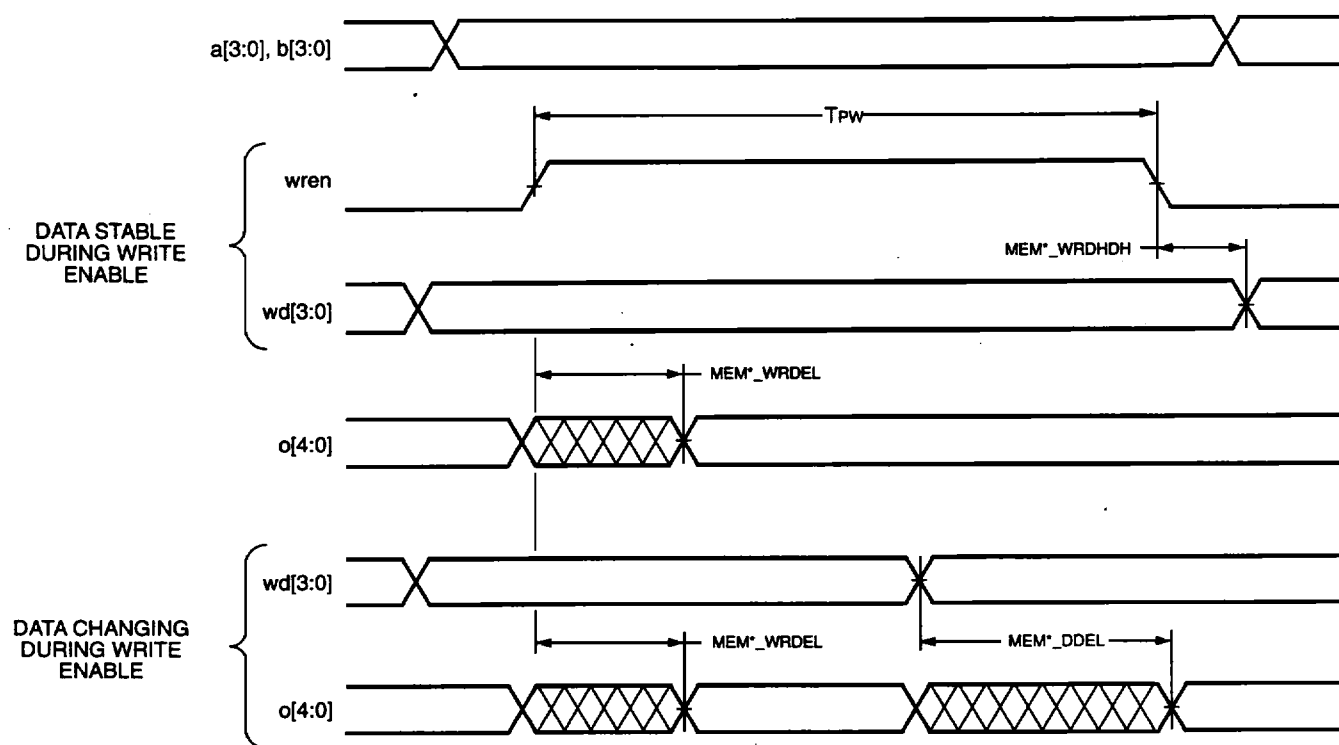 a[3:0], b[3:0]
TPW
wren
DATA STABLE
DURING WRITE
ENABLE
MEM*_WRDHDH
wd[3:0]
MEM*_WRDEL
o[4:0]
wd[3:0]
DATA CHANGING
DURING WRITE
ENABLE
MEM*_WRDEL
MEM*_DDEL
o[4:0]